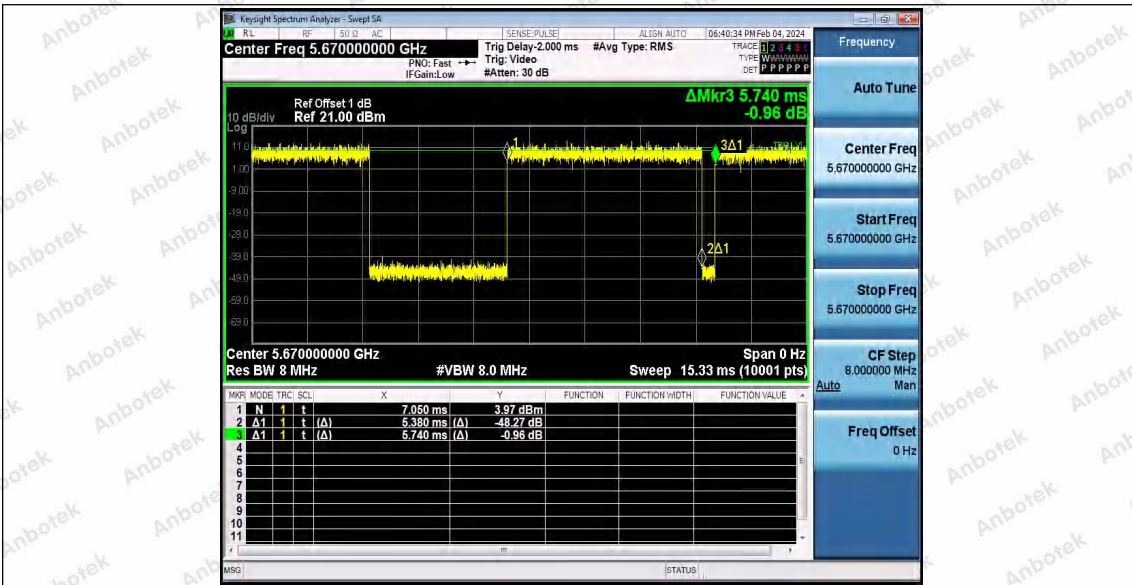 Keysight Spectrum Analyzer - Swept SA
RL RF 50 Ω AC SENSE:PULSE ALIGN AUTO 06:40:34 PM Feb 04, 2024
Center Freq 5.670000000 GHz
PNO: Fast
IFGain:Low
Trig Delay-2.000 ms
Trig: Video
#Atten: 30 dB
#Avg Type: RMS
TRACE 1 2 3 4 5 6
TYPE WWWWWW
DET P P P P P P
ΔMkr3 5.740 ms
-0.96 dB
Ref Offset 1 dB
10 dB/div Ref 21.00 dBm
Log
11.0
1.00
-9.00
-19.0
-29.0
-39.0
-49.0
-59.0
-69.0
1
3Δ1
2Δ1
Center 5.670000000 GHz Span 0 Hz
Res BW 8 MHz #VBW 8.0 MHz Sweep 15.33 ms (10001 pts)
MKR MODE TRC SCL X Y FUNCTION FUNCTION WIDTH FUNCTION VALUE
1 N 1 t 7.050 ms 3.97 dBm
2 Δ1 1 t (Δ) 5.380 ms (Δ) -48.27 dB
3 Δ1 1 t (Δ) 5.740 ms (Δ) -0.96 dB
4
5
6
7
8
9
10
11
MSG STATUS
Frequency
Auto Tune
Center Freq
5.670000000 GHz
Start Freq
5.670000000 GHz
Stop Freq
5.670000000 GHz
CF Step
8.000000 MHz
Auto Man
Freq Offset
0 Hz
Anbotek